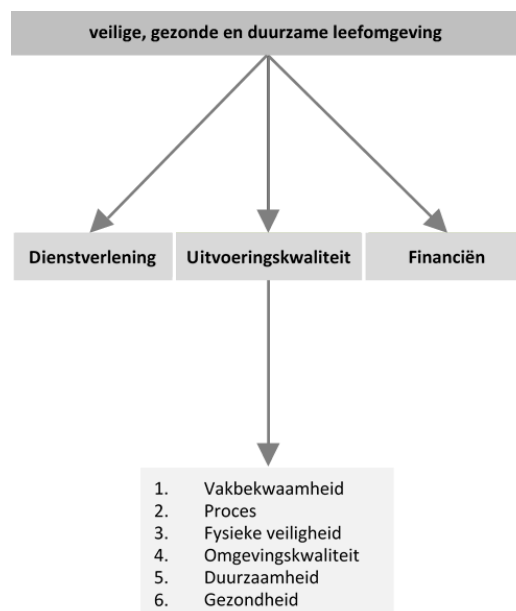 veilige, gezonde en duurzame leefomgeving
Dienstverlening
Uitvoeringskwaliteit
Financiën
1. Vakbekwaamheid
2. Proces
3. Fysieke veiligheid
4. Omgevingskwaliteit
5. Duurzaamheid
6. Gezondheid